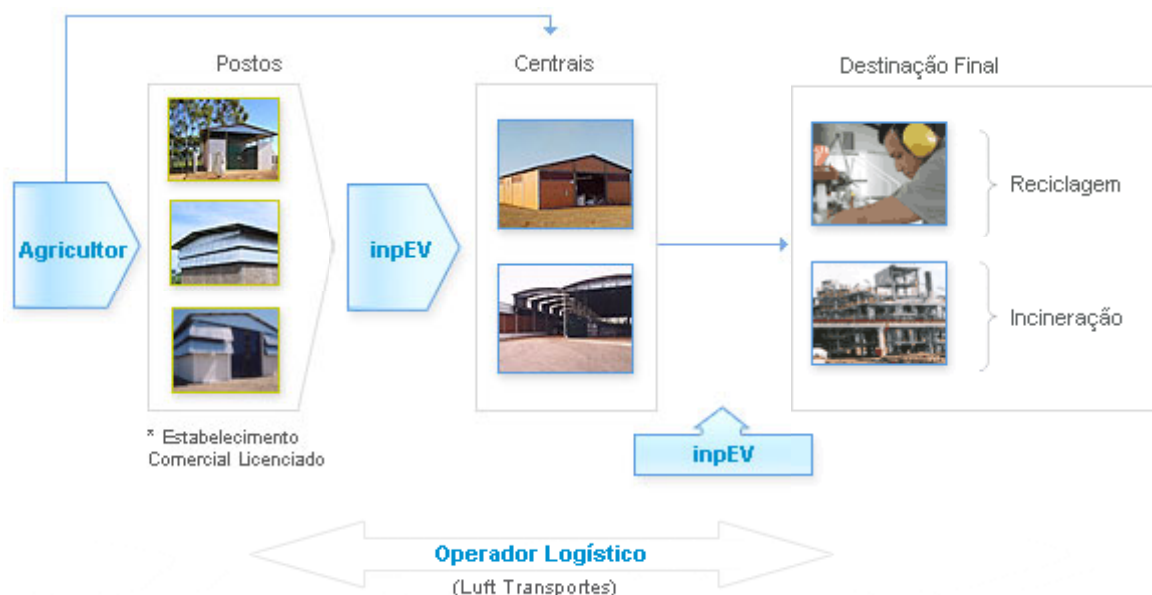 Postos
Centrais
Destinação Final
Agricultor
inpEV
Reciclagem
Incineração
* Estabelecimento
Comercial Licenciado
inpEV
Operador Logístico
(Luft Transportes)